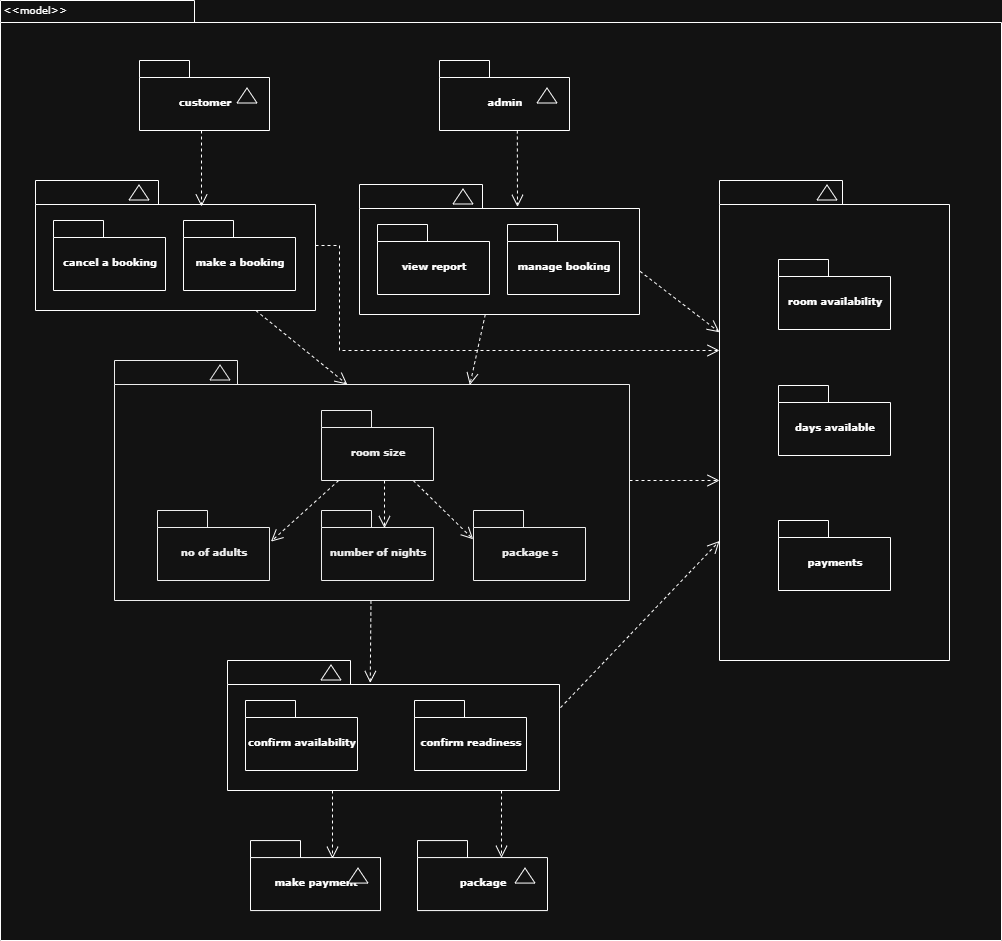 <<model>>
customer
admin
cancel a booking
make a booking
view report
manage booking
room availability
days available
room size
no of adults
number of nights
package s
payments
confirm availability
confirm readiness
make payment
package